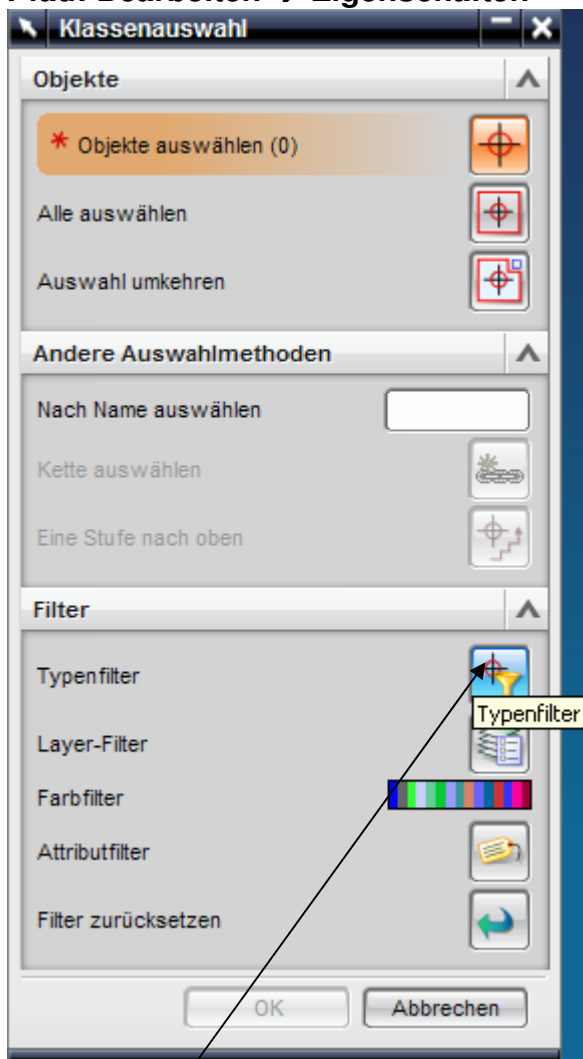 Klassenauswahl
Objekte
* Objekte auswählen (0)
Alle auswählen
Auswahl umkehren
Andere Auswahlmethoden
Nach Name auswählen
Kette auswählen
Eine Stufe nach oben
Filter
Typenfilter
Typenfilter
Layer-Filter
Farbfilter
Attributfilter
Filter zurücksetzen
OK Abbrechen